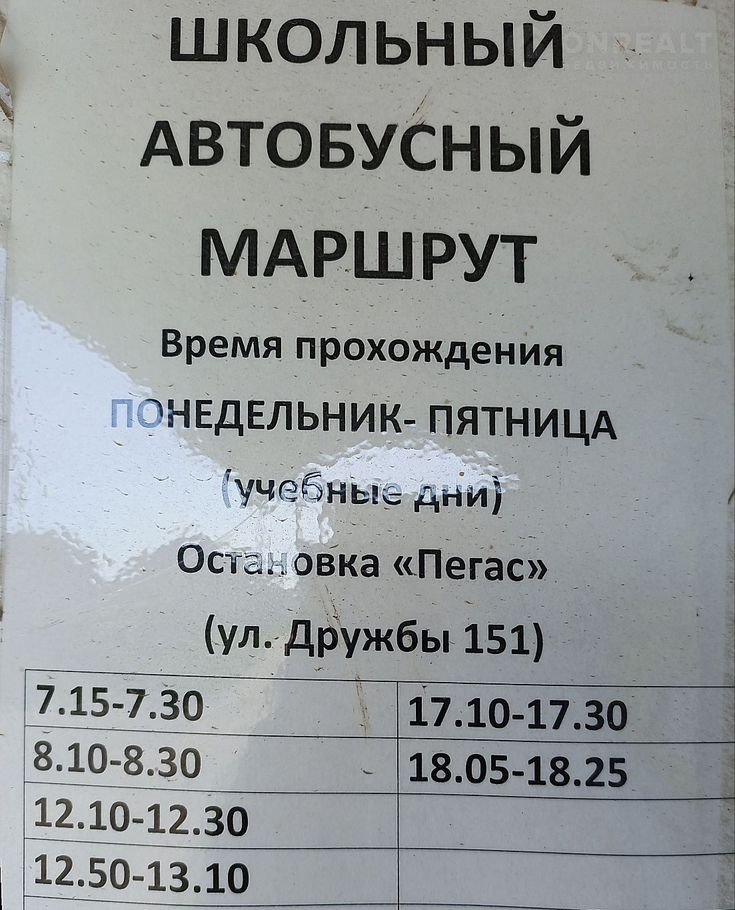 ШКОЛЬНЫЙ
АВТОБУСНЫЙ
МАРШРУТ
Время прохождения
ПОНЕДЕЛЬНИК- ПЯТНИЦА
(учебные дни)
Остановка «Пегас»
(ул. Дружбы 151)
7.15-7.30 17.10-17.30
8.10-8.30 18.05-18.25
12.10-12.30
12.50-13.10